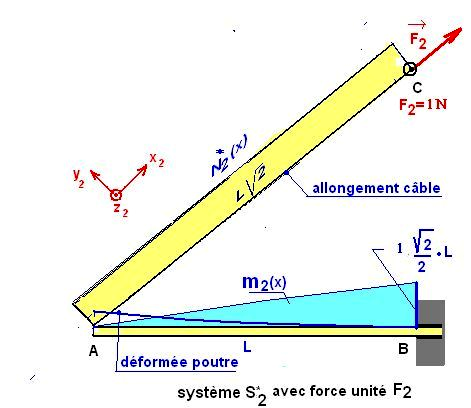 F₂
C
F₂=1N
N₂*(x)
L√2
y₂
x₂
z₂
allongement câble
1 . √2/2 • L
m₂(x)
A
L
B
déformée poutre
système S₂* avec force unité F₂